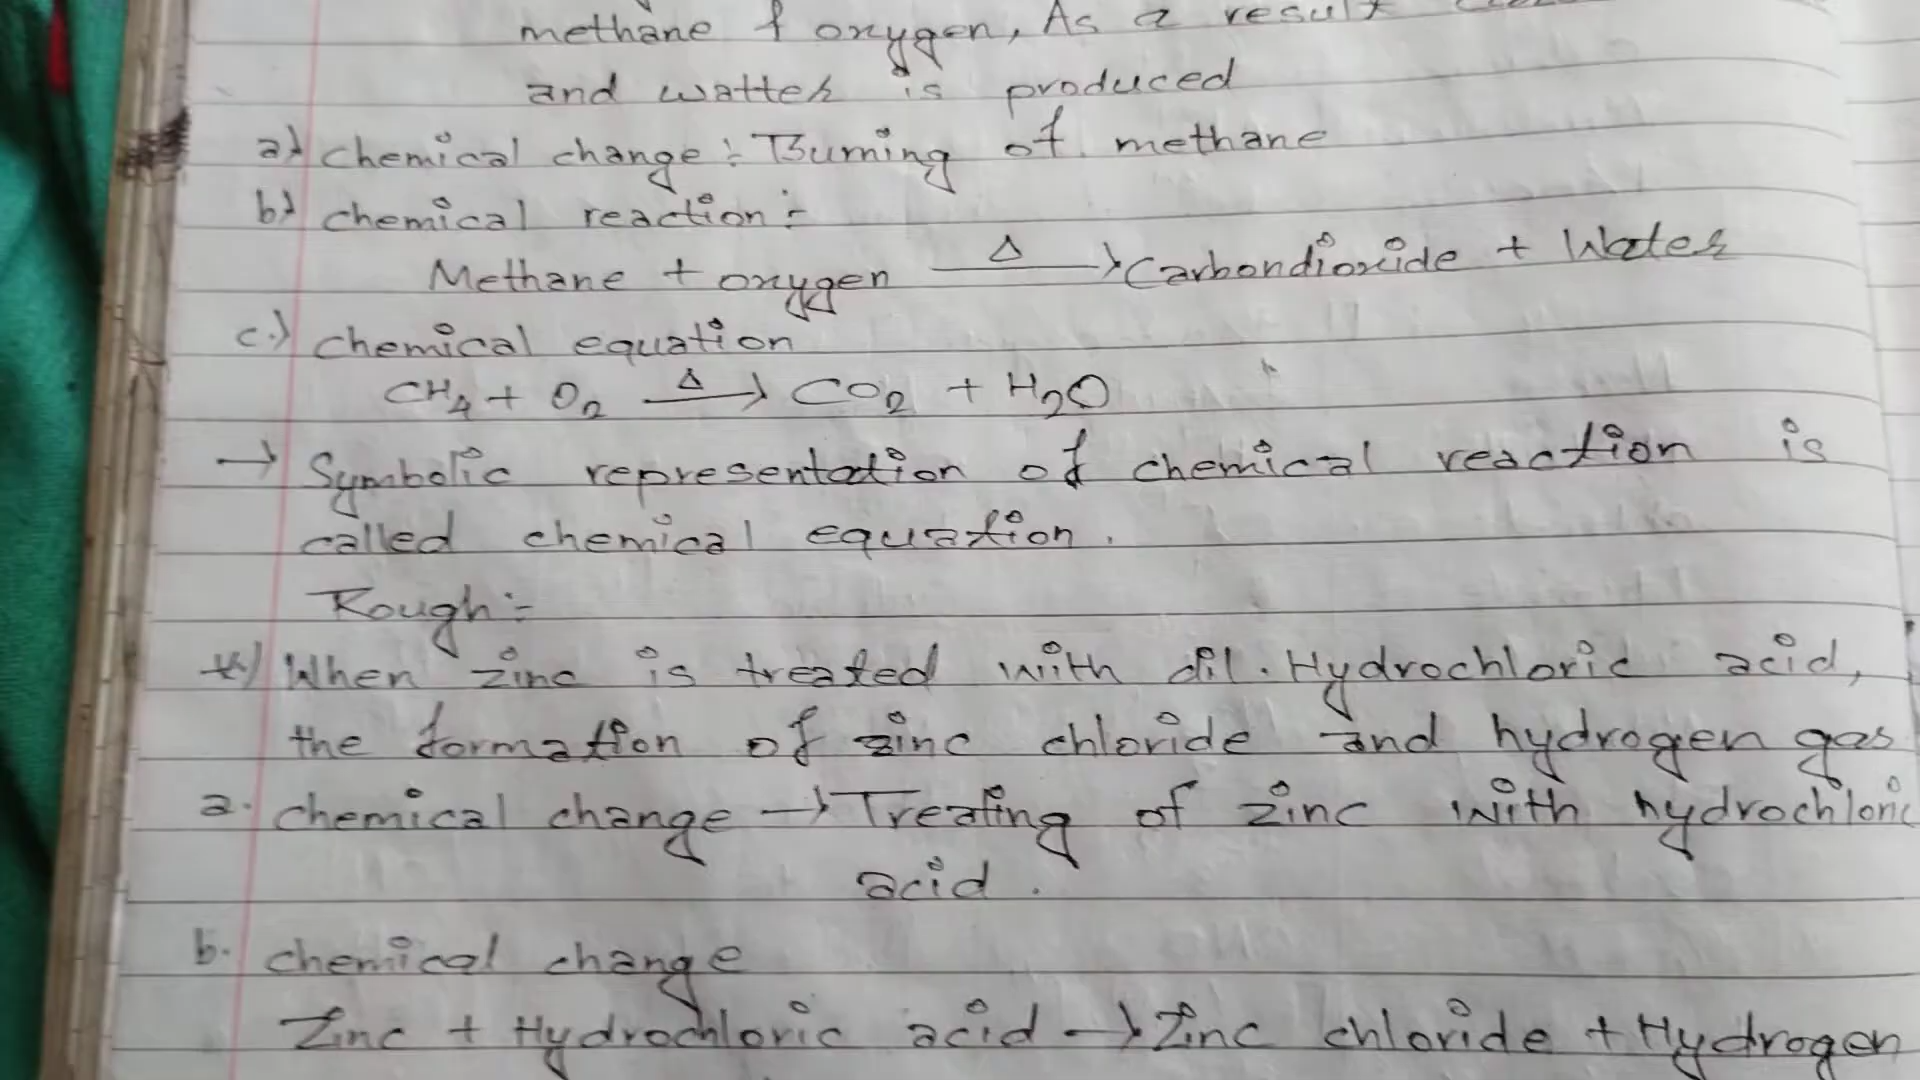 methane & oxygen, As a result
and watter is produced
a) chemical change :- Burning of methane
b) chemical reaction :-
Methane + oxygen —Δ→ Carbondioxide + Water
c.) chemical equation
CH4 + O2 —Δ→ CO2 + H2O
→ Symbolic representation of chemical reaction is
called chemical equation.
Rough :-
When zinc is treated with dil. Hydrochloric acid,
the formation of zinc chloride and hydrogen gas
a. chemical change → Treating of zinc with hydrochloric
acid.
b. chemical change
Zinc + Hydrochloric acid → Zinc chloride + Hydrogen